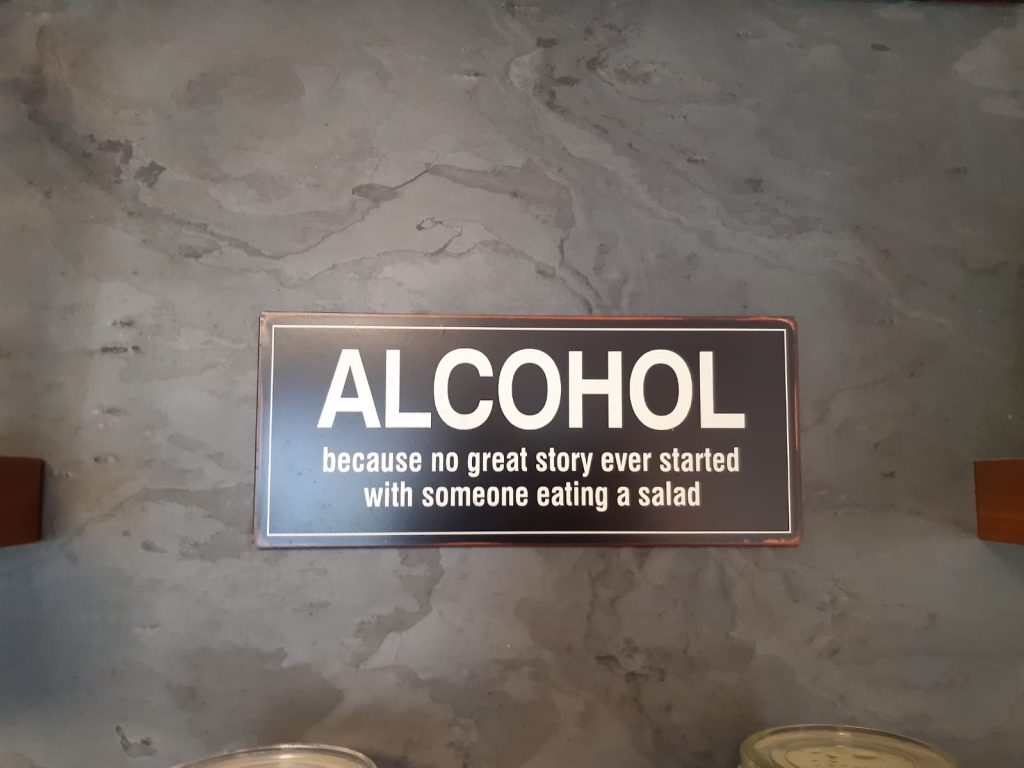 ALCOHOL
because no great story ever started
with someone eating a salad